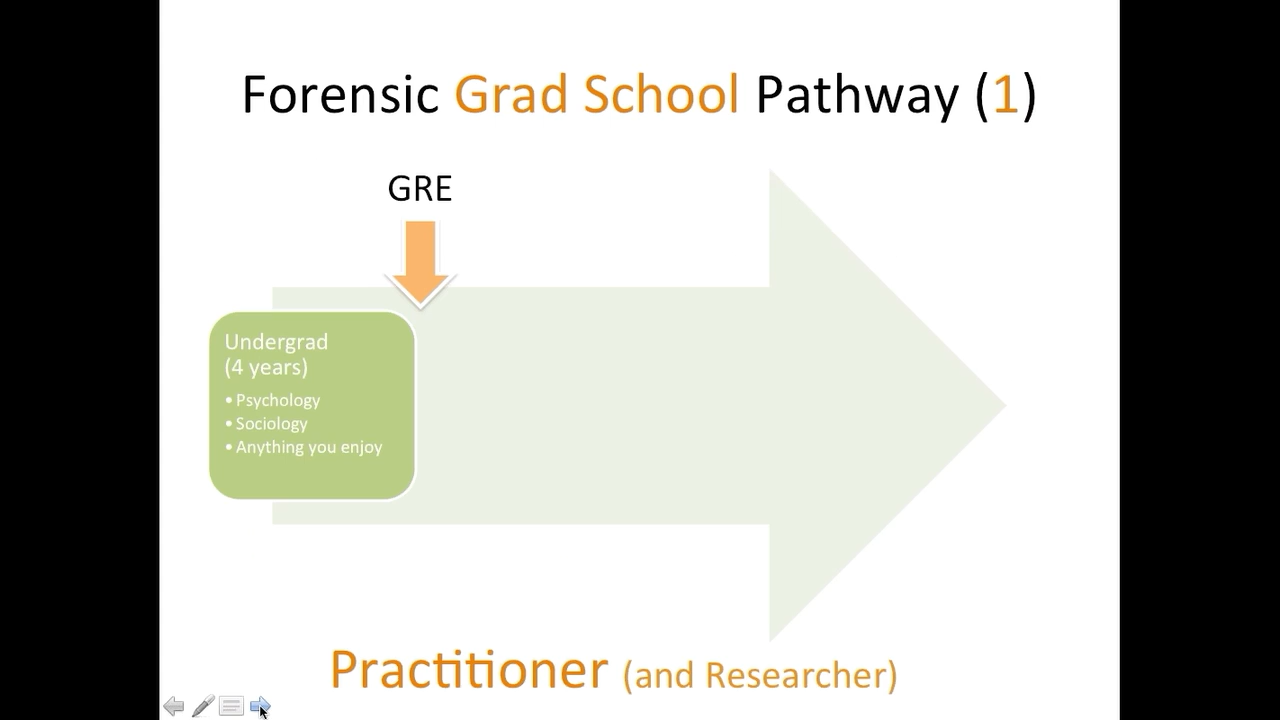 Forensic Grad School Pathway (1)
GRE
Undergrad
(4 years)
• Psychology
• Sociology
• Anything you enjoy
Practitioner (and Researcher)